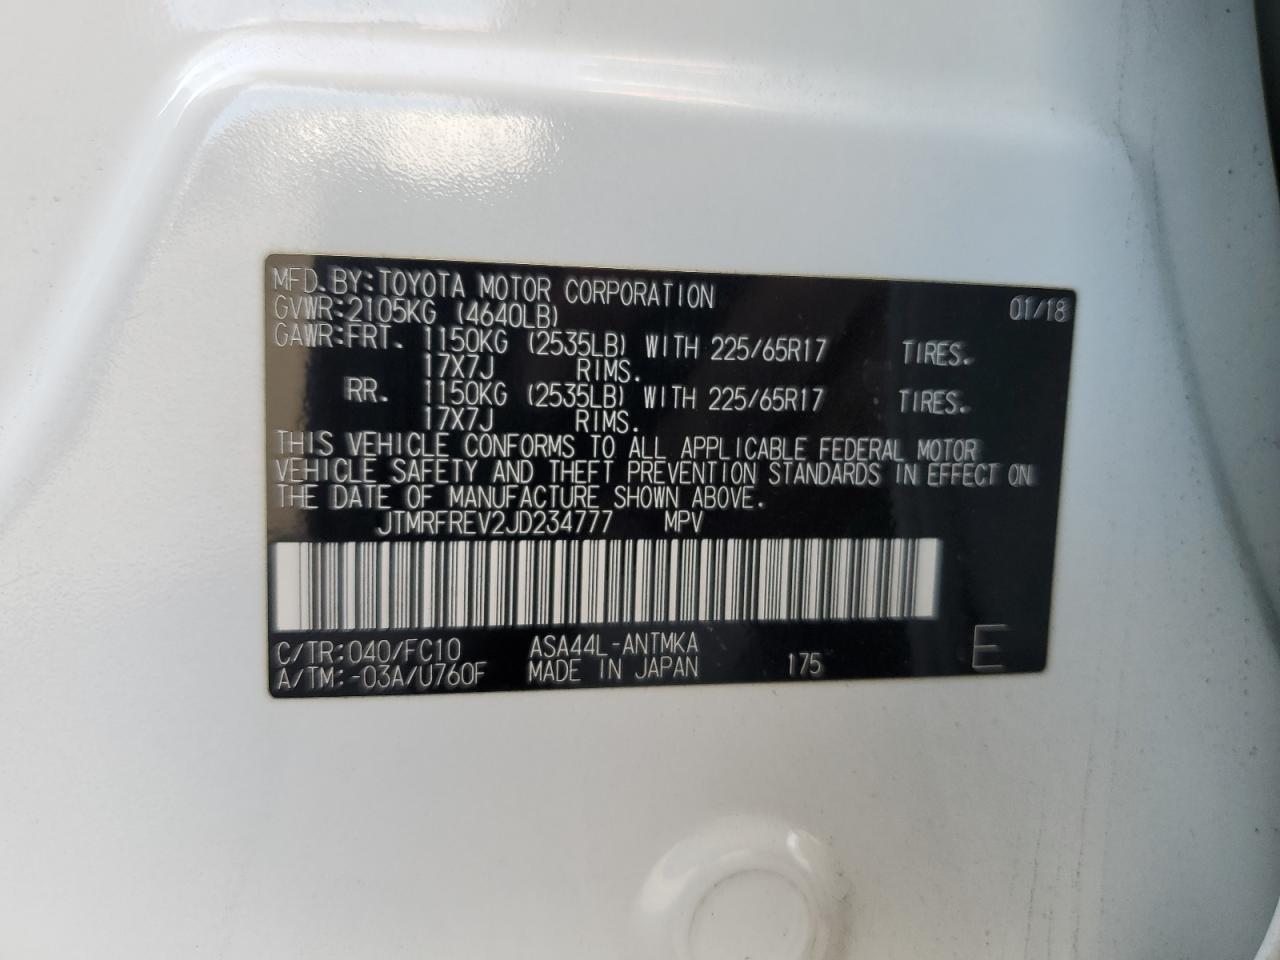 MFD. BY: TOYOTA MOTOR CORPORATION 01/18
GVWR: 2105KG (4640LB)
GAWR: FRT. 1150KG (2535LB) WITH 225/65R17 TIRES.
17X7J RIMS.
RR. 1150KG (2535LB) WITH 225/65R17 TIRES.
17X7J RIMS.
THIS VEHICLE CONFORMS TO ALL APPLICABLE FEDERAL MOTOR
VEHICLE SAFETY AND THEFT PREVENTION STANDARDS IN EFFECT ON
THE DATE OF MANUFACTURE SHOWN ABOVE.
JTMRFREV2JD234777 MPV
C/TR: 040/FC10 ASA44L-ANTMKA
A/TM: -03A/U760F MADE IN JAPAN 175 E